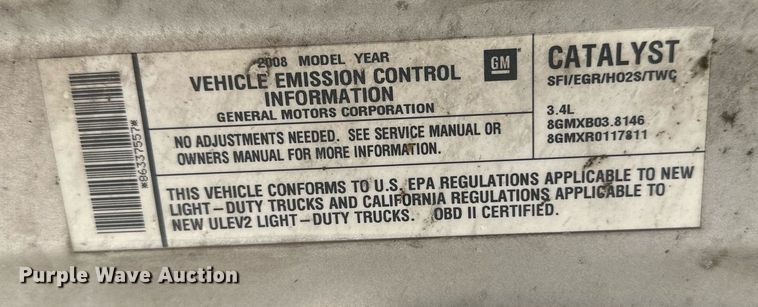 *86337557*
2008 MODEL YEAR
VEHICLE EMISSION CONTROL
INFORMATION
GENERAL MOTORS CORPORATION
GM
NO ADJUSTMENTS NEEDED. SEE SERVICE MANUAL OR
OWNERS MANUAL FOR MORE INFORMATION.
CATALYST
SFI/EGR/HO2S/TWC
3.4L
8GMXB03.8146
8GMXR0117811
THIS VEHICLE CONFORMS TO U.S. EPA REGULATIONS APPLICABLE TO NEW
LIGHT-DUTY TRUCKS AND CALIFORNIA REGULATIONS APPLICABLE TO
NEW ULEV2 LIGHT-DUTY TRUCKS. OBD II CERTIFIED.
Purple Wave Auction